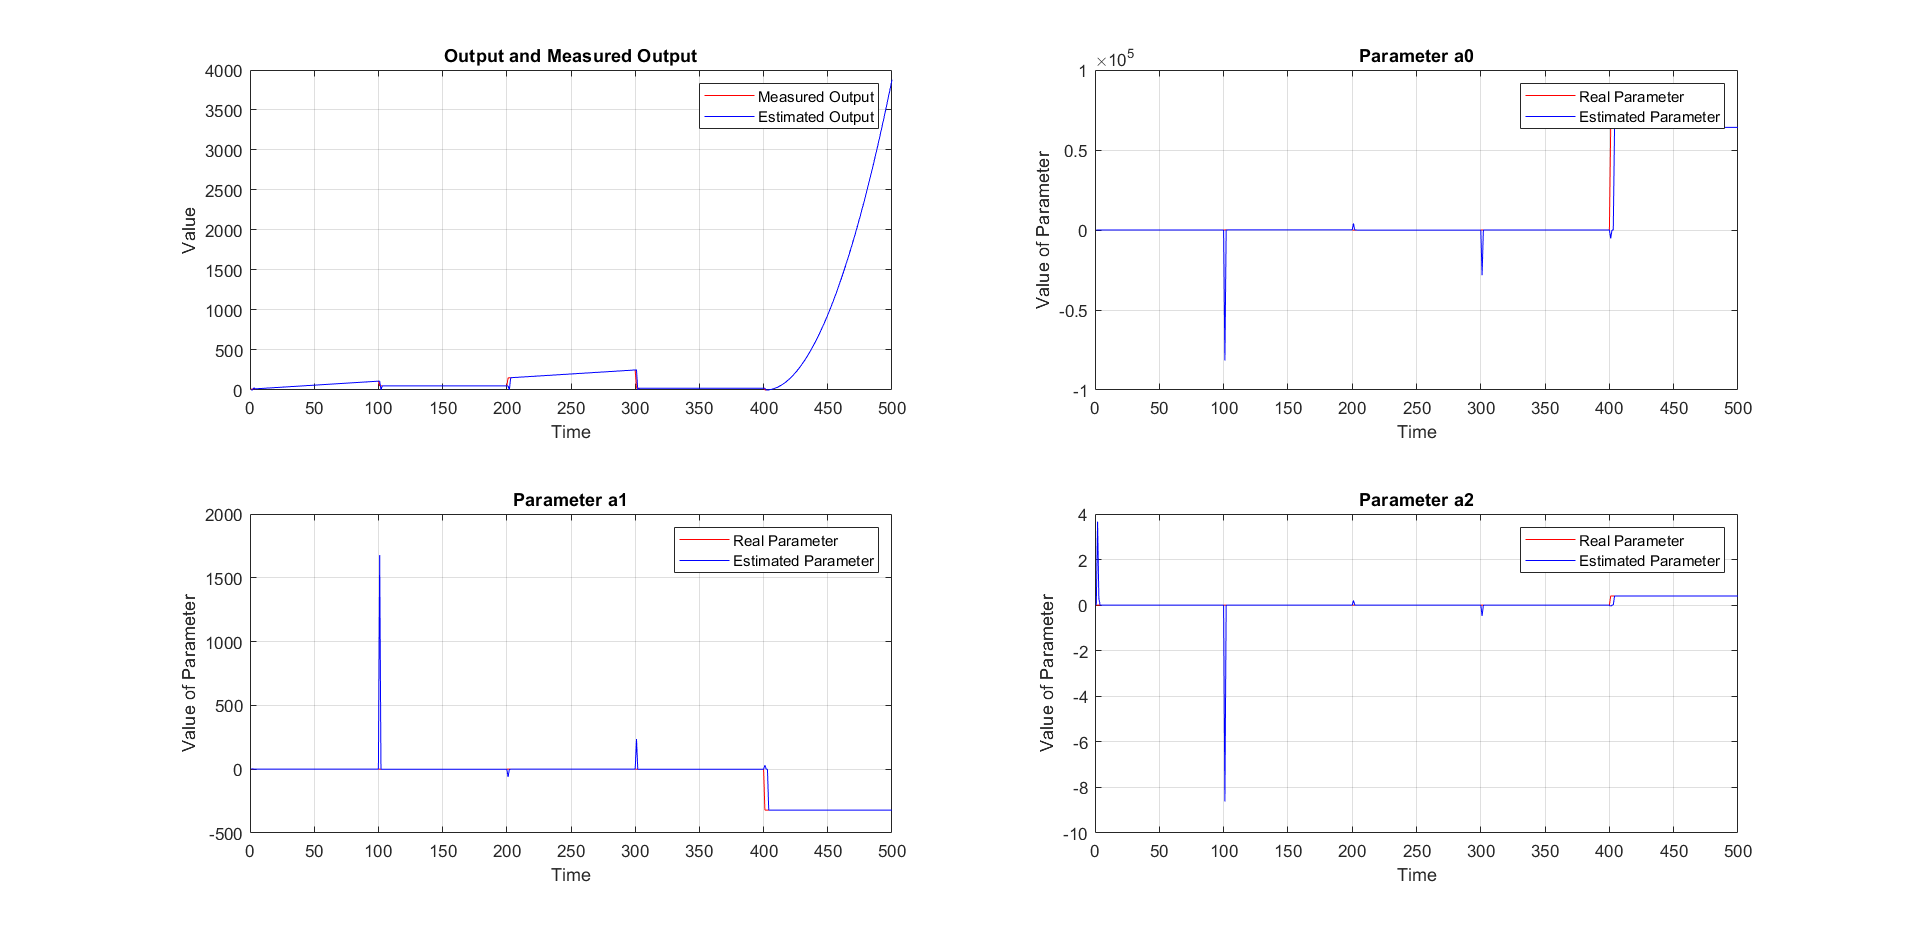 Output and Measured Output
4000
3500
3000
2500
2000
1500
1000
500
0
Value
0 50 100 150 200 250 300 350 400 450 500
Time
Measured Output
Estimated Output
Parameter a0
×10^5
1
0.5
0
-0.5
-1
Value of Parameter
0 50 100 150 200 250 300 350 400 450 500
Time
Real Parameter
Estimated Parameter
Parameter a1
2000
1500
1000
500
0
-500
Value of Parameter
0 50 100 150 200 250 300 350 400 450 500
Time
Real Parameter
Estimated Parameter
Parameter a2
4
2
0
-2
-4
-6
-8
-10
Value of Parameter
0 50 100 150 200 250 300 350 400 450 500
Time
Real Parameter
Estimated Parameter